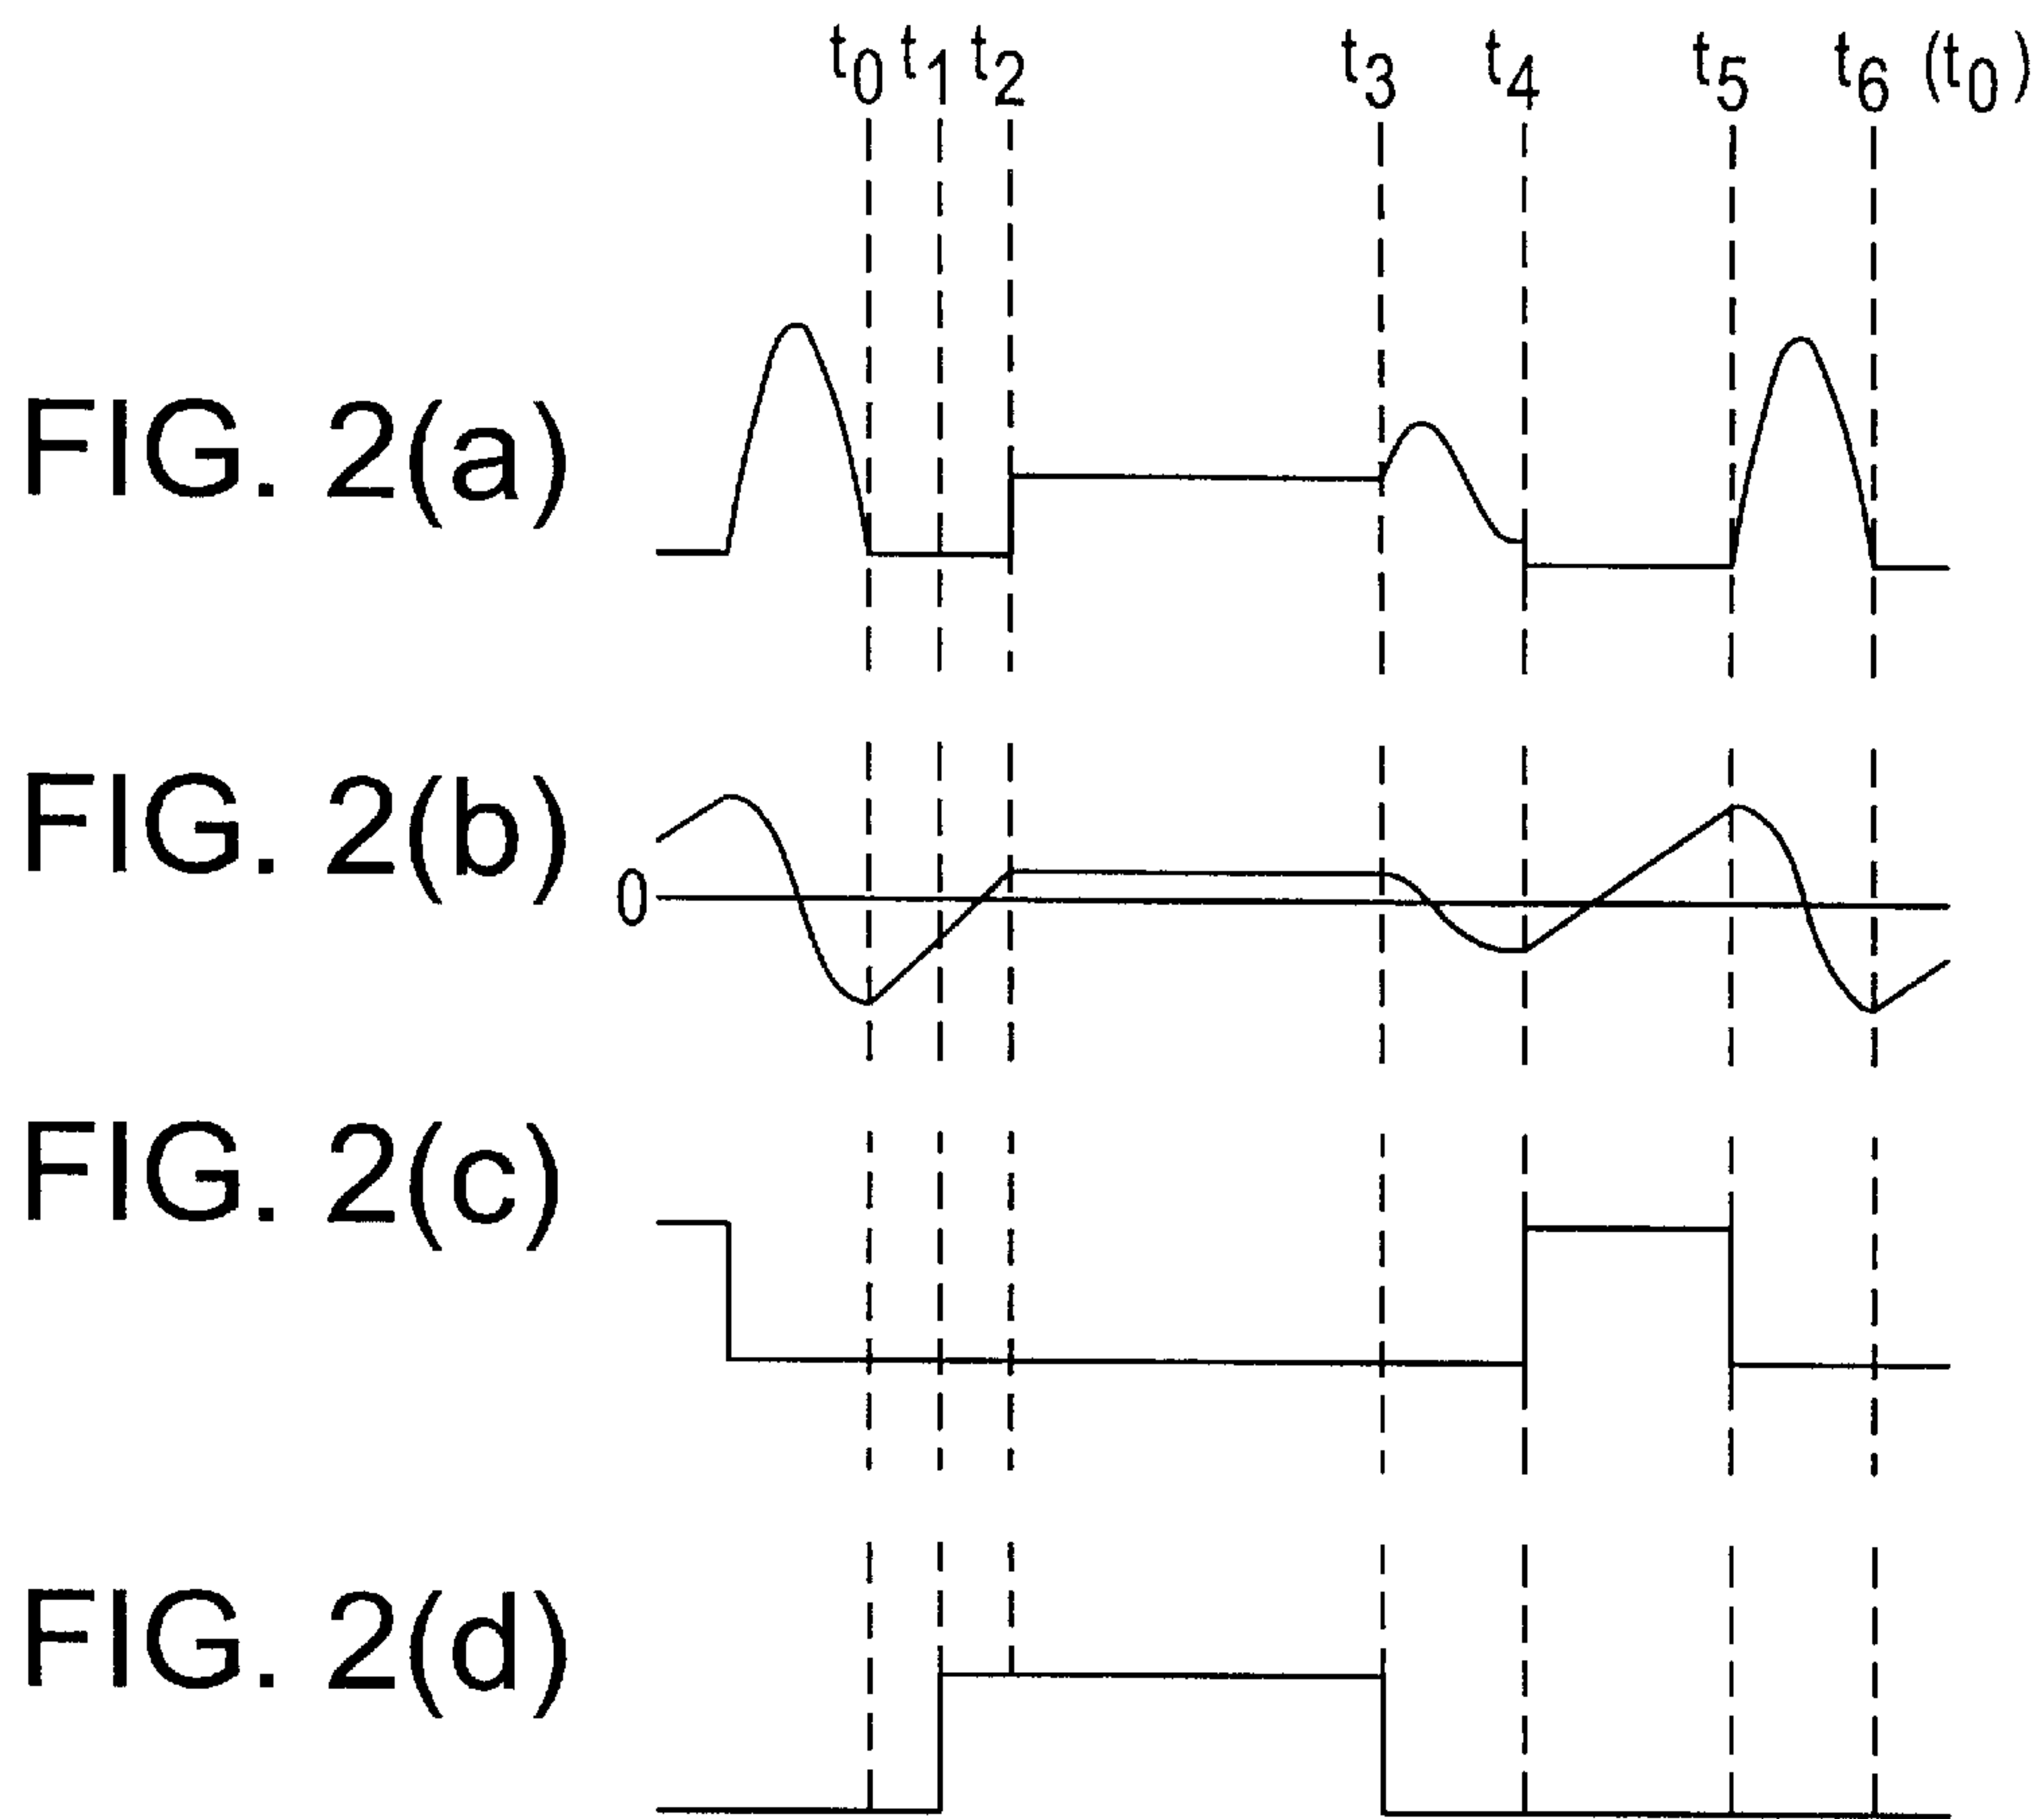 t0 t1 t2 t3 t4 t5 t6 (t0)
FIG. 2(a)
FIG. 2(b)
0
FIG. 2(c)
FIG. 2(d)